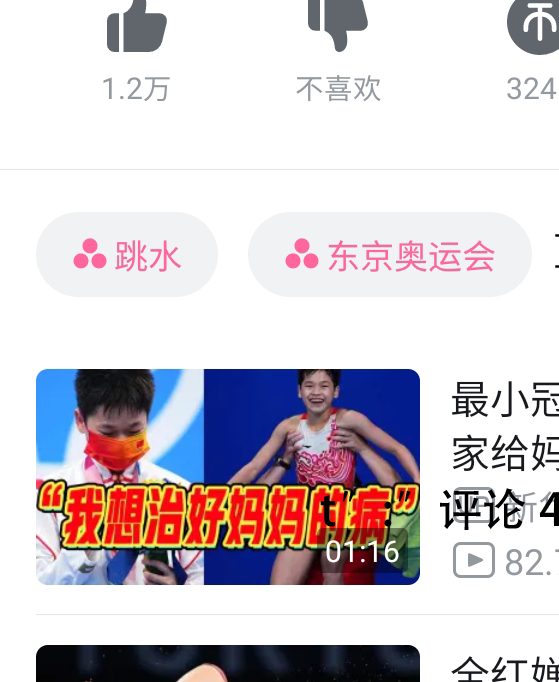 1.2万
不喜欢
324
跳水
东京奥运会
最小冠
家给妈
“我想治好妈妈的病”
评论 4
01:16
82.7
全红婵